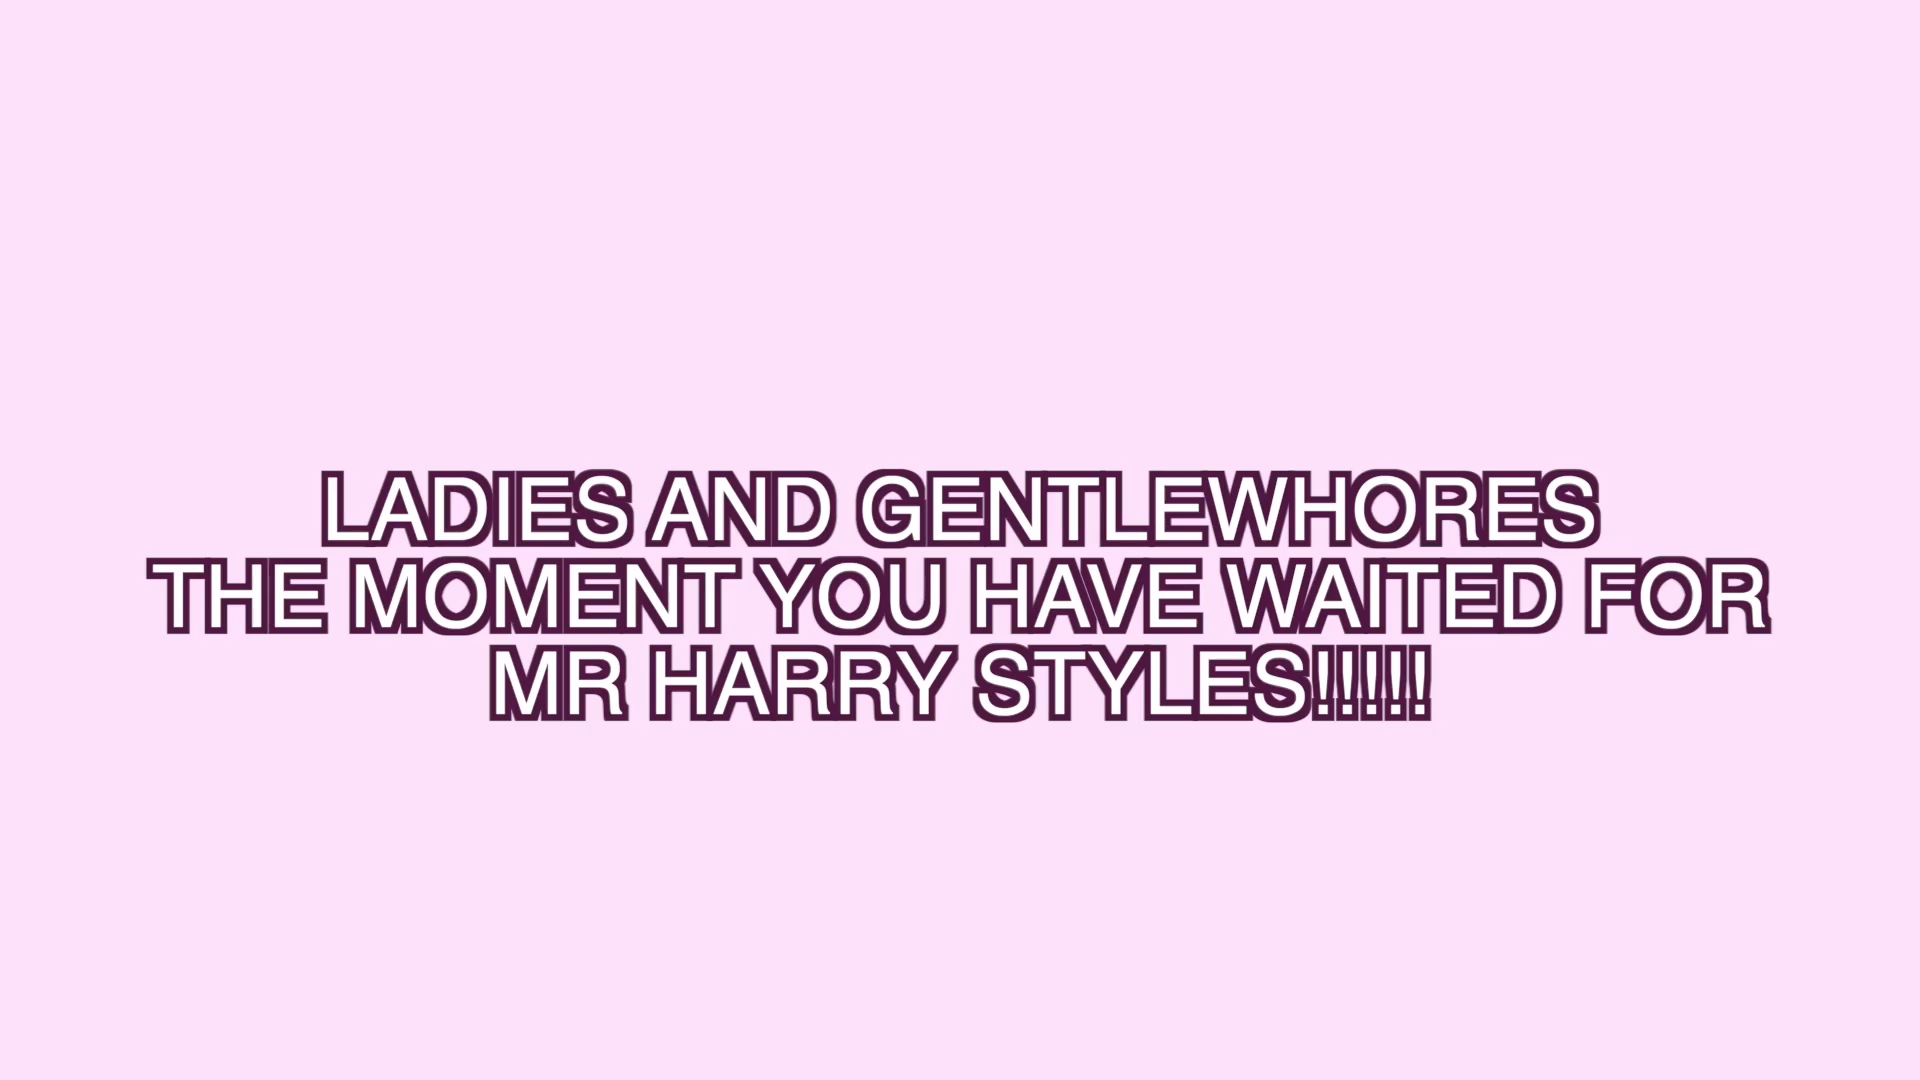 LADIES AND GENTLEWHORES
THE MOMENT YOU HAVE WAITED FOR
MR HARRY STYLES!!!!!